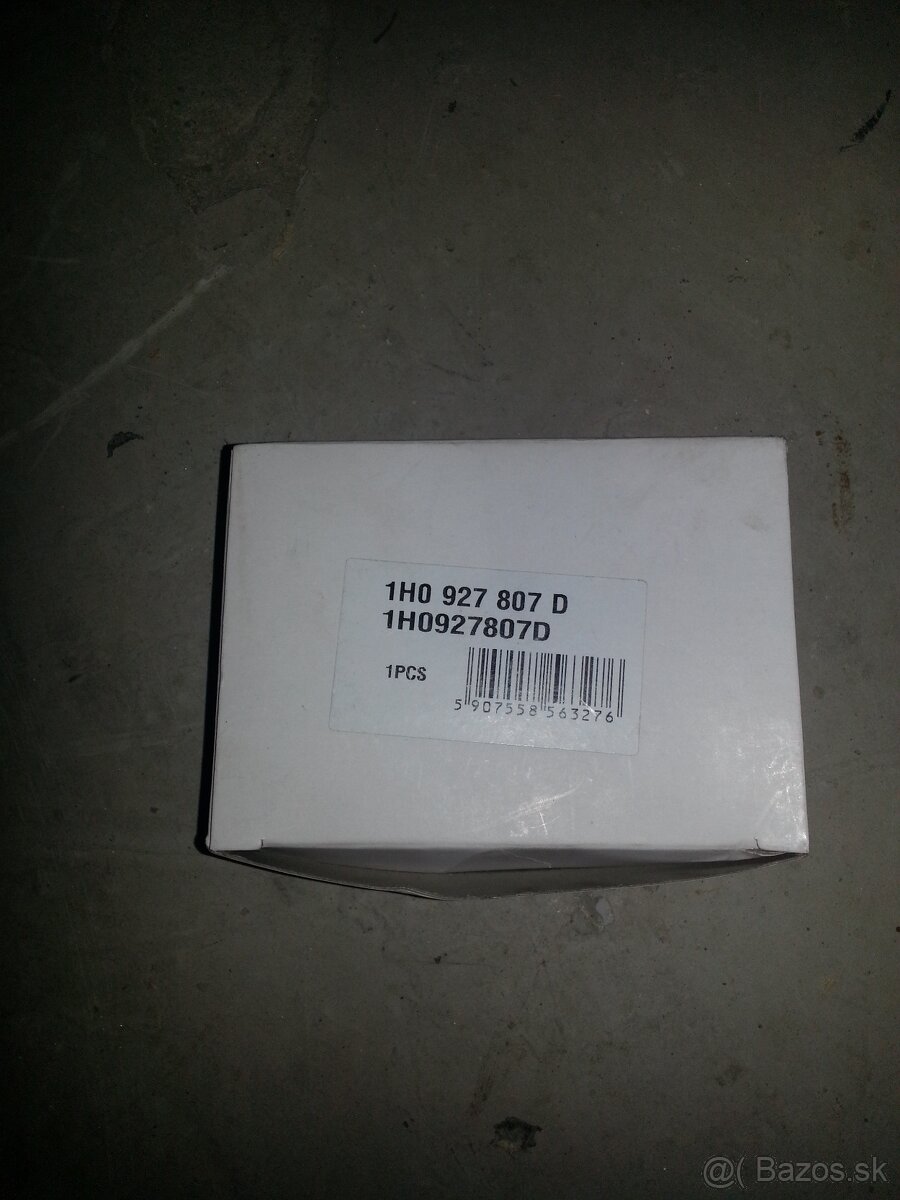 1H0 927 807 D
1H0927807D
1PCS
5 907558 563276
@( Bazos.sk